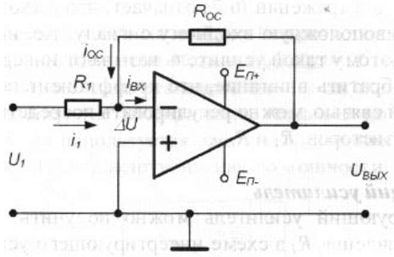 R_ОС
i_ОС
E_П+
R_1
i_ВХ
i_1
ΔU
−
+
U_1
E_П-
U_ВЫХ